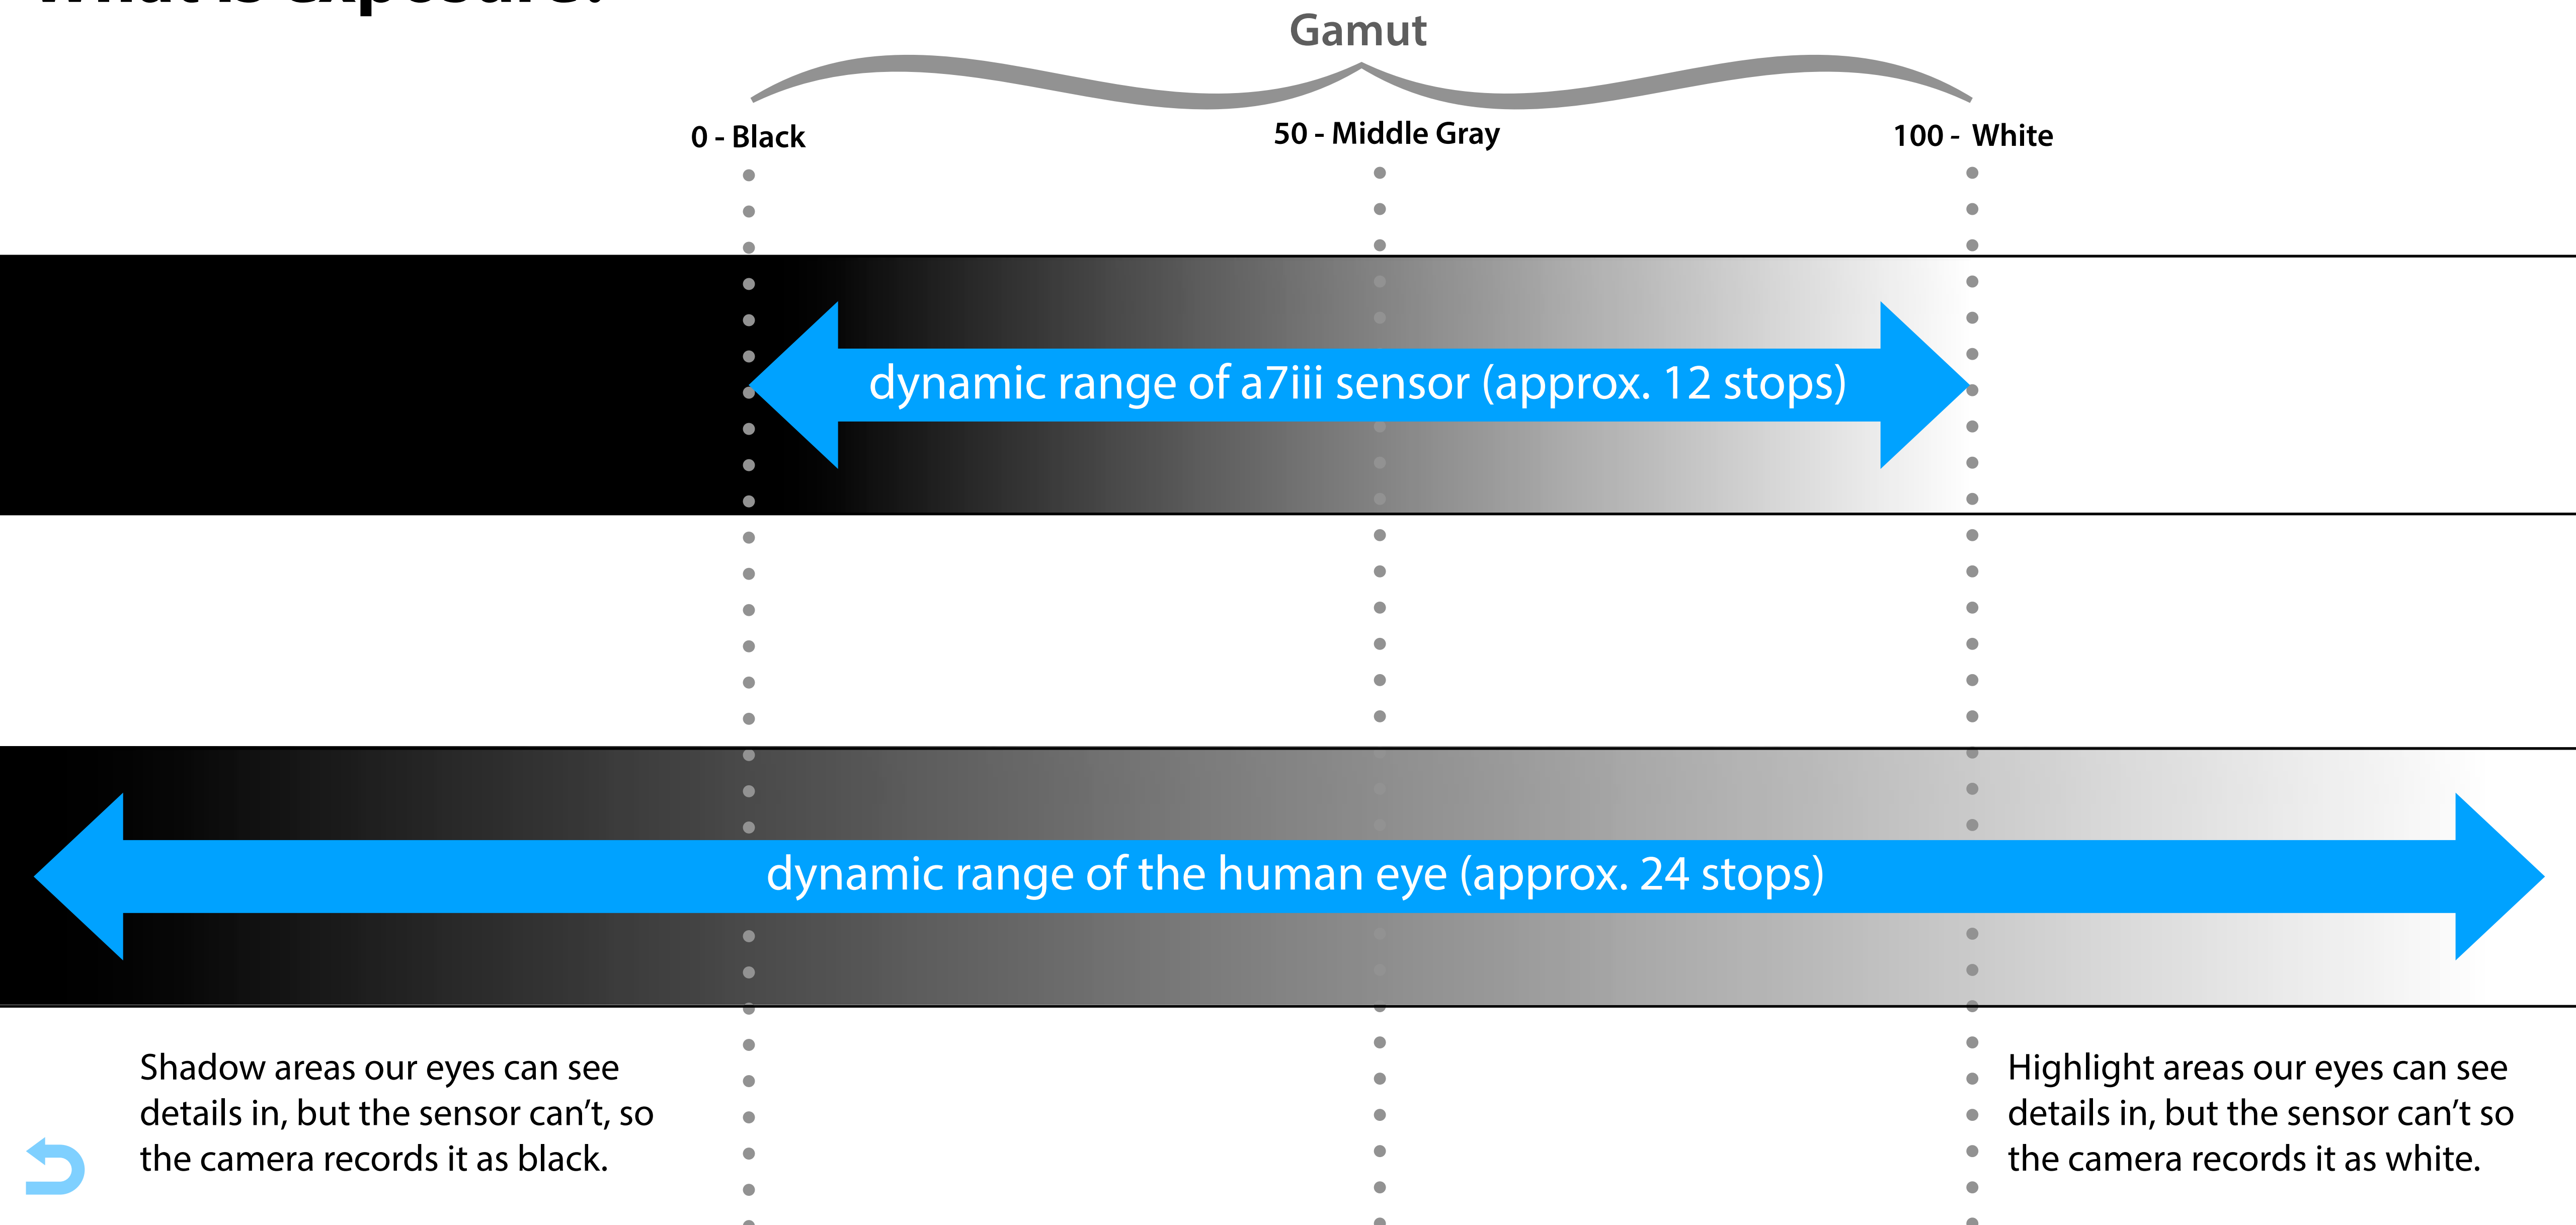 What is exposure?
Gamut
0 - Black
50 - Middle Gray
100 - White
dynamic range of a7iii sensor (approx. 12 stops)
dynamic range of the human eye (approx. 24 stops)
Shadow areas our eyes can see
details in, but the sensor can’t, so
the camera records it as black.
Highlight areas our eyes can see
details in, but the sensor can’t so
the camera records it as white.